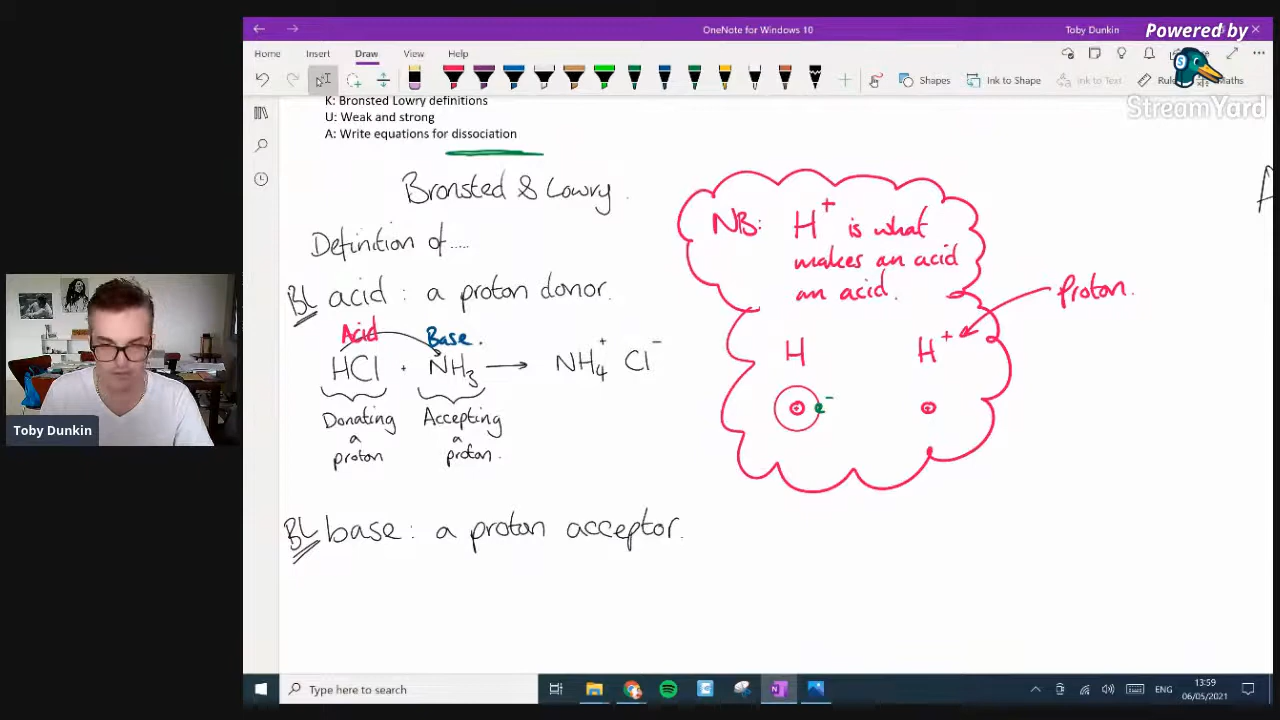 OneNote for Windows 10
Toby Dunkin
Powered by
StreamYard
Home Insert Draw View Help
Shapes Ink to Shape Ink to Text Maths
K: Bronsted Lowry definitions
U: Weak and strong
A: Write equations for dissociation
Bronsted & Lowry.
Definition of.....
BL acid : a proton donor.
Acid Base.
HCl + NH3 → NH4+ Cl−
Donating Accepting
a a
proton proton.
BL base : a proton acceptor.
NB: H+ is what
makes an acid
an acid.
Proton.
H H+
e−
A
Toby Dunkin
Type here to search
ENG
13:59
06/05/2021